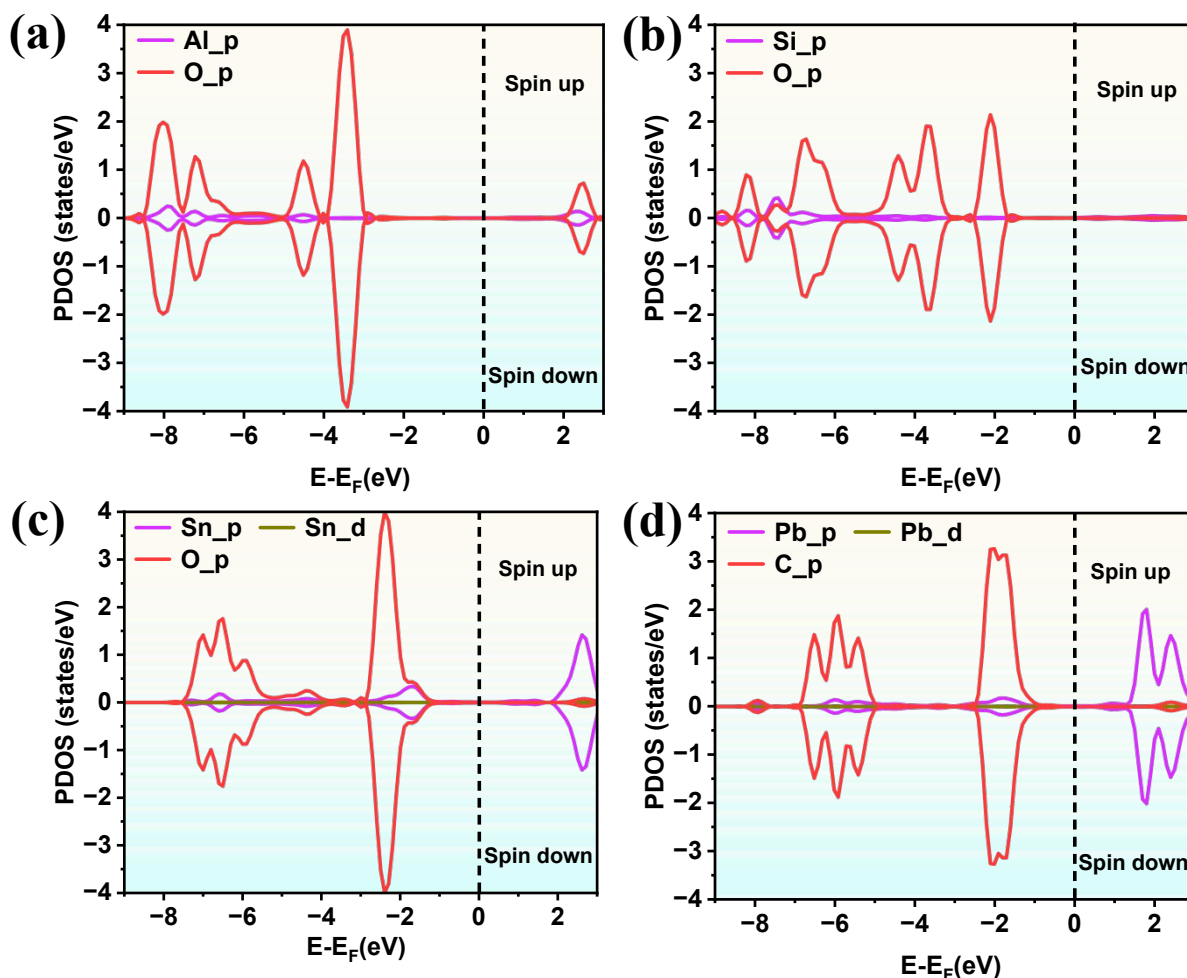 (a)
Al_p
O_p
Spin up
Spin down
PDOS (states/eV)
4
3
2
1
0
−1
−2
−3
−4
−8 −6 −4 −2 0 2
E-E_F(eV)
(b)
Si_p
O_p
Spin up
Spin down
PDOS (states/eV)
4
3
2
1
0
−1
−2
−3
−4
−8 −6 −4 −2 0 2
E-E_F(eV)
(c)
Sn_p Sn_d
O_p
Spin up
Spin down
PDOS (states/eV)
4
3
2
1
0
−1
−2
−3
−4
−8 −6 −4 −2 0 2
E-E_F(eV)
(d)
Pb_p Pb_d
C_p
Spin up
Spin down
PDOS (states/eV)
4
3
2
1
0
−1
−2
−3
−4
−8 −6 −4 −2 0 2
E-E_F(eV)